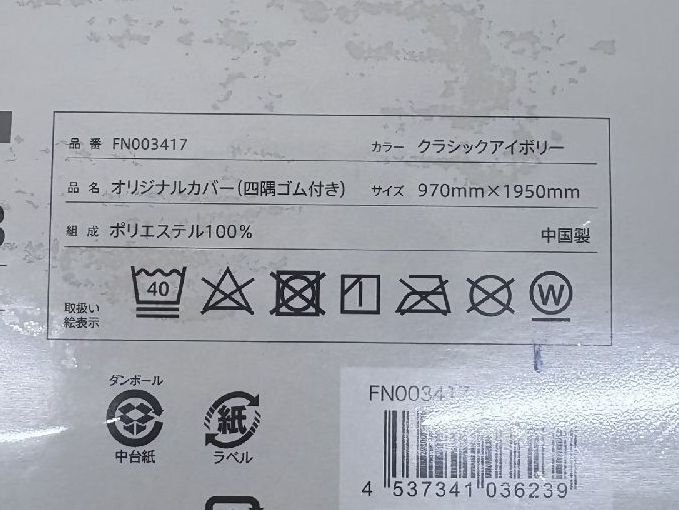 品番 FN003417 カラー クラシックアイボリー
品名 オリジナルカバー(四隅ゴム付き) サイズ 970mm×1950mm
組成 ポリエステル100% 中国製
取扱い
絵表示
40 W
ダンボール
中台紙
紙
ラベル
FN003417
4 537341 036239